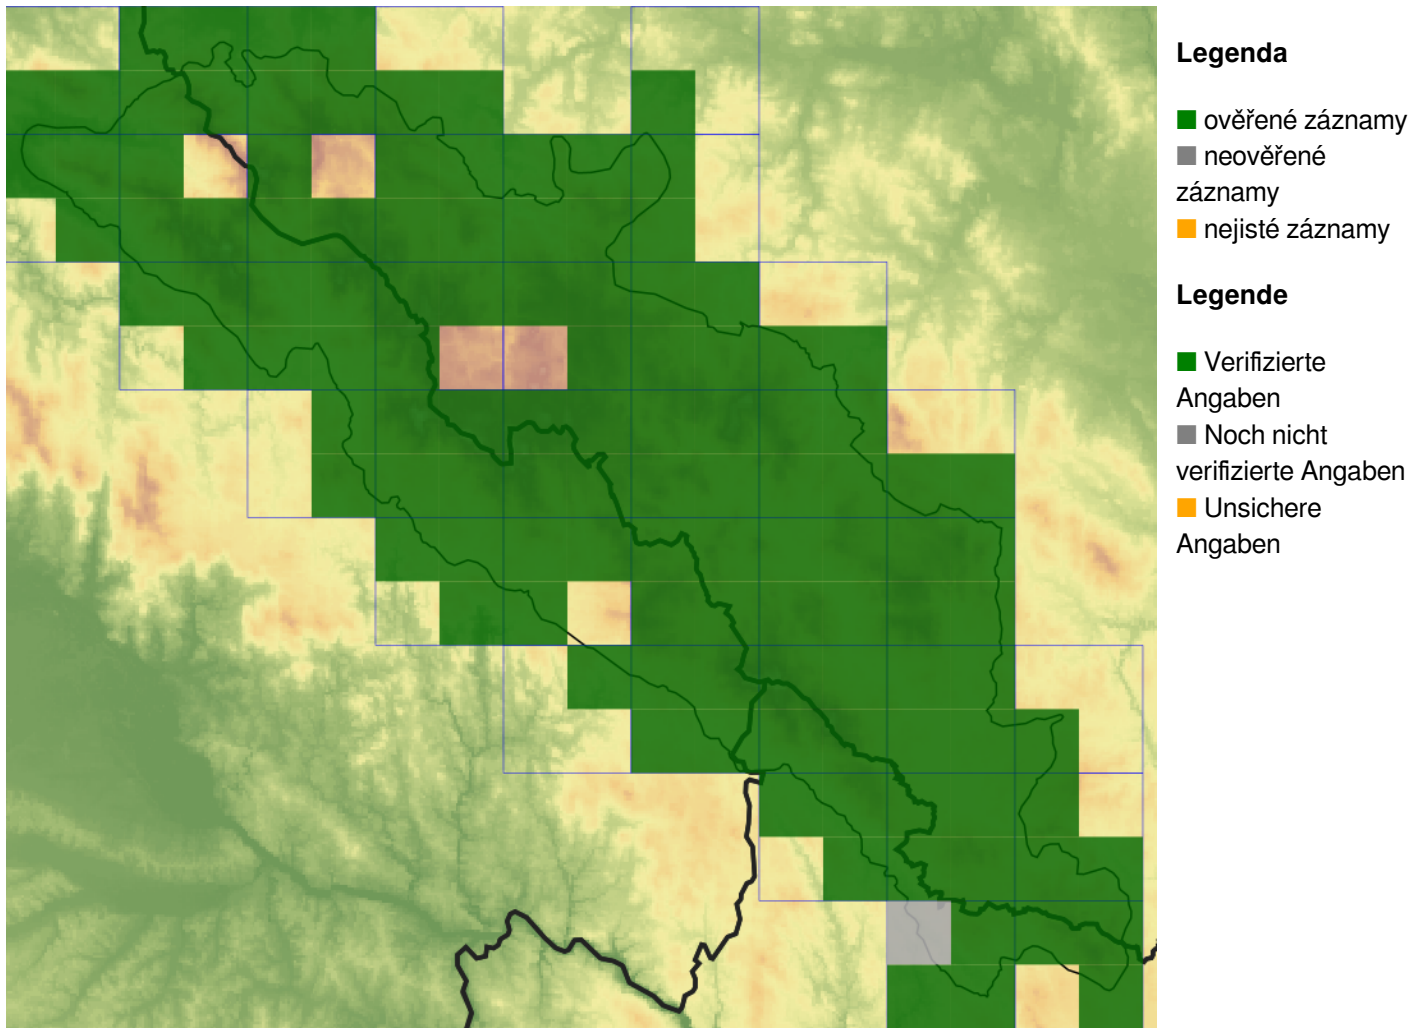 Legenda
ověřené záznamy
neověřené
záznamy
nejisté záznamy
Legende
Verifizierte
Angaben
Noch nicht
verifizierte Angaben
Unsichere
Angaben